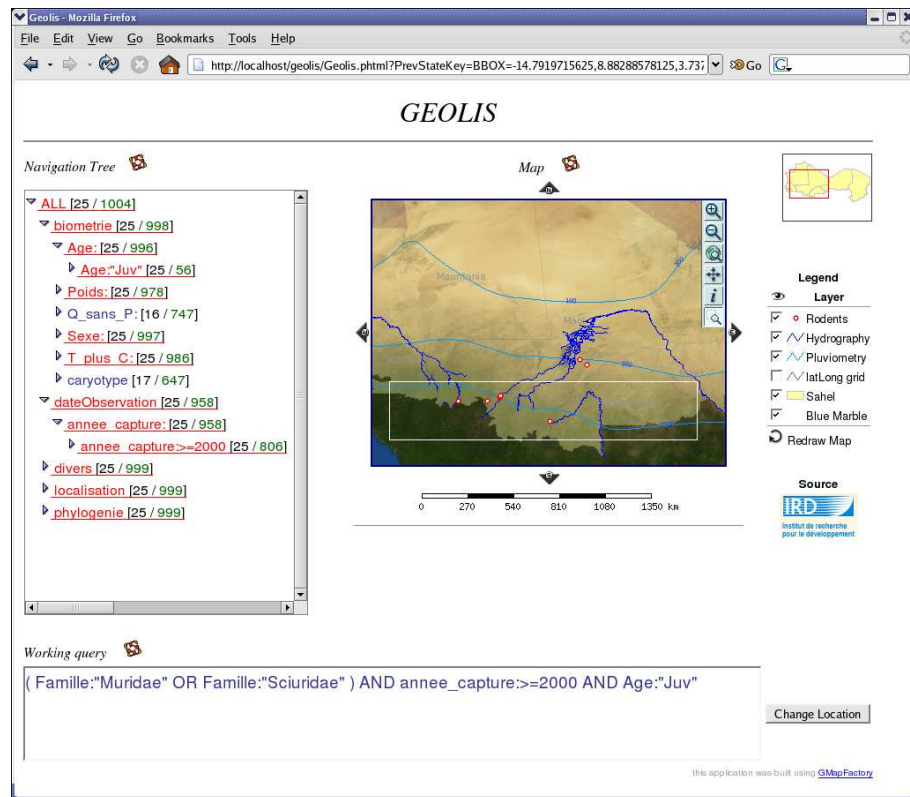 Geolis - Mozilla Firefox
File Edit View Go Bookmarks Tools Help
http://localhost/geolis/Geolis.phtml?PrevStateKey=BBOX=-14.7919715625,8.88288578125,3.737
Go
G
GEOLIS
Navigation Tree
Map
ALL [25 / 1004]
biometrie [25 / 998]
Age: [25 / 996]
Age:"Juv" [25 / 56]
Poids: [25 / 978]
Q_sans_P: [16 / 747]
Sexe: [25 / 997]
T_plus_C: [25 / 986]
caryotype [17 / 647]
dateObservation [25 / 958]
annee_capture: [25 / 958]
annee_capture:>=2000 [25 / 806]
divers [25 / 999]
localisation [25 / 999]
phylogenie [25 / 999]
N
Mauritania
Mali
S
0 270 540 810 1080 1350 km
Legend
Layer
Rodents
Hydrography
Pluviometry
latLong grid
Sahel
Blue Marble
Redraw Map
Source
IRD
Institut de recherche
pour le développement
Working query
( Famille:"Muridae" OR Famille:"Sciuridae" ) AND annee_capture:>=2000 AND Age:"Juv"
Change Location
this application was built using GMapFactory